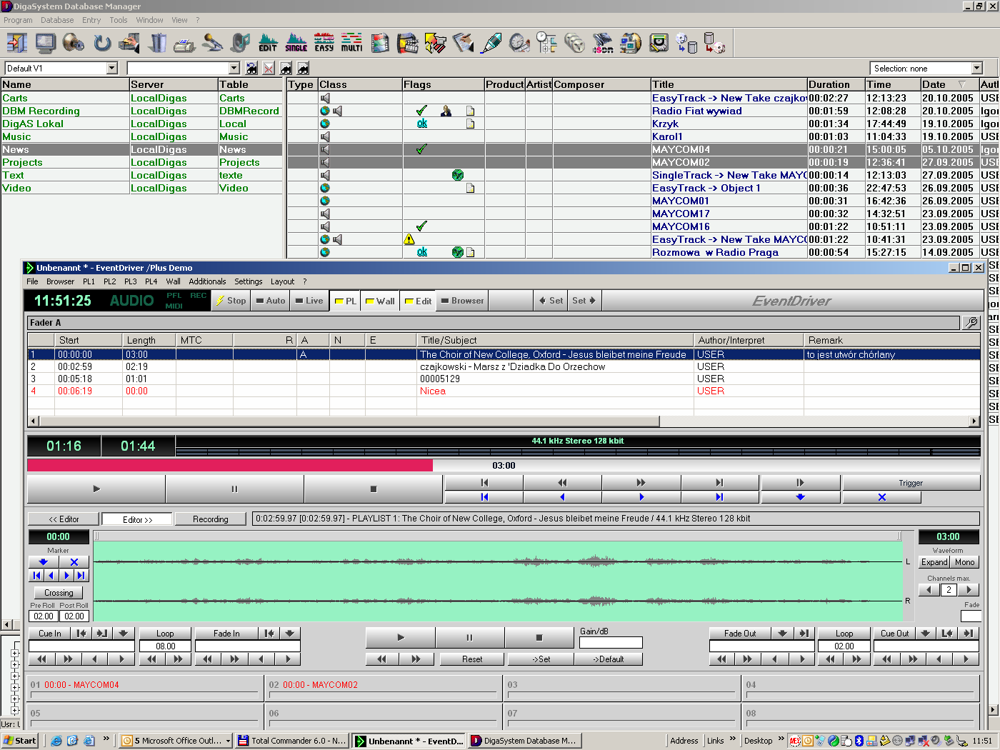 DigaSystem Database Manager
Program Database Entry Tools Window View ?
EDIT SINGLE EASY MULTI ISDN
Default V1 Selection: none
Name Server Table Type Class Flags Product Artist Composer Title Duration Time Date Aut
Carts LocalDigas Carts EasyTrack -> New Take czajko 00:02:27 12:13:23 20.10.2005 USE
DBM Recording LocalDigas DBMRecord Radio Fiat wywiad 00:01:59 12:08:28 20.10.2005 Igor
DigAS Lokal LocalDigas Local ok Krzyk 00:01:34 17:44:49 19.10.2005 Igor
Music LocalDigas Music Karol1 00:01:03 11:04:33 19.10.2005 USE
News LocalDigas News MAYCOM04 00:00:21 15:00:05 05.10.2005 Igo
Projects LocalDigas Projects MAYCOM02 00:00:19 12:36:41 27.09.2005 USE
Text LocalDigas texte SingleTrack -> New Take MAYC 00:00:14 12:13:03 27.09.2005 USE
Video LocalDigas Video EasyTrack -> Object 1 00:00:36 22:47:53 26.09.2005 USE
MAYCOM01 00:00:31 16:42:36 26.09.2005 USE
MAYCOM17 00:00:32 14:32:51 23.09.2005 USE
MAYCOM16 00:01:22 10:51:11 23.09.2005 USE
EasyTrack -> New Take MAYCO 00:01:22 10:41:31 23.09.2005 USE
ok Rozmowa w Radio Praga 00:00:54 15:27:15 14.09.2005 USE
Unbenannt * - EventDriver /Plus Demo
File Browser PL1 PL2 PL3 PL4 Wall Additionals Settings Layout ?
11:51:25 AUDIO PFL REC MIDI Stop Auto Live PL Wall Edit Browser Set Set EventDriver
Fader A
Start Length MTC R A N E Title/Subject Author/Interpret Remark
1 00:00:00 03:00 A The Choir of New College, Oxford - Jesus bleibet meine Freude USER to jest utwór chórlany
2 00:02:59 02:19 czajkowski - Marsz z 'Dziadka Do Orzechow USER
3 00:05:18 01:01 00005129 USER
4 00:06:19 00:00 Nicea USER
01:16 01:44 44.1 kHz Stereo 128 kbit
03:00
Trigger
<< Editor Editor >> Recording 0:02:59.97 [0:02:59.97] - PLAYLIST 1: The Choir of New College, Oxford - Jesus bleibet meine Freude / 44.1 kHz Stereo 128 kbit
00:00 03:00
Marker Waveform
L Expand Mono
Channels max.
Crossing 2
Pre Roll Post Roll R Fade
02.00 02.00
Cue In Loop Fade In Gain/dB Fade Out Loop Cue Out
08.00 02.00
Reset ->Set ->Default
01 00:00 - MAYCOM04 02 00:00 - MAYCOM02 03 04
05 06 07 08
Usr: U
Start 5 Microsoft Office Outl... Total Commander 6.0 - N... Unbenannt * - EventD... DigaSystem Database M... Address Links Desktop 11:51